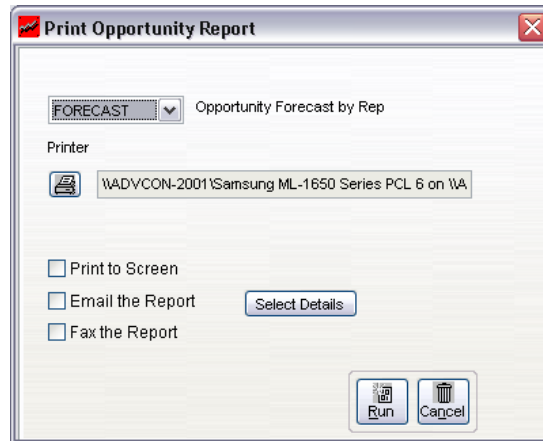 Print Opportunity Report
FORECAST Opportunity Forecast by Rep
Printer
\\ADVCON-2001\Samsung ML-1650 Series PCL 6 on \\A
Print to Screen
Email the Report Select Details
Fax the Report
Run Cancel